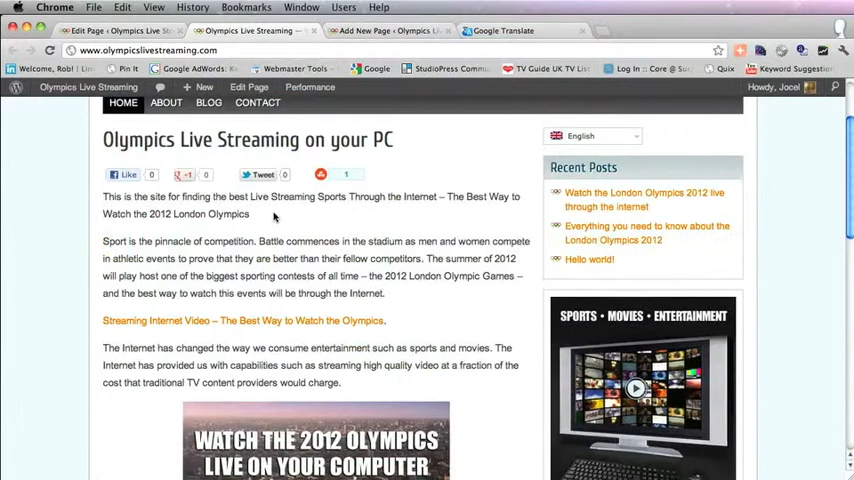 Chrome File Edit View History Bookmarks Window Users Help
Edit Page ‹ Olympics Live St
Olympics Live Streaming —
Add New Page ‹ Olympics Li
Google Translate
www.olympicslivestreaming.com
Welcome, Rob! | Lin
Pin It
Google AdWords: Ke
Webmaster Tools
Google
StudioPress Commu
TV Guide UK TV List
Log In :: Core @ Su
Quix
Keyword Suggestion
Olympics Live Streaming
+ New
Edit Page
Performance
Howdy, Jocel
HOME ABOUT BLOG CONTACT
Olympics Live Streaming on your PC
Like 0
+1 0
Tweet 0
1
This is the site for finding the best Live Streaming Sports Through the Internet – The Best Way to
Watch the 2012 London Olympics
Sport is the pinnacle of competition. Battle commences in the stadium as men and women compete
in athletic events to prove that they are better than their fellow competitors. The summer of 2012
will play host one of the biggest sporting contests of all time – the 2012 London Olympic Games –
and the best way to watch this events will be through the Internet.
Streaming Internet Video – The Best Way to Watch the Olympics.
The Internet has changed the way we consume entertainment such as sports and movies. The
Internet has provided us with capabilities such as streaming high quality video at a fraction of the
cost that traditional TV content providers would charge.
WATCH THE 2012 OLYMPICS
LIVE ON YOUR COMPUTER
English
Recent Posts
Watch the London Olympics 2012 live
through the internet
Everything you need to know about the
London Olympics 2012
Hello world!
SPORTS • MOVIES • ENTERTAINMENT